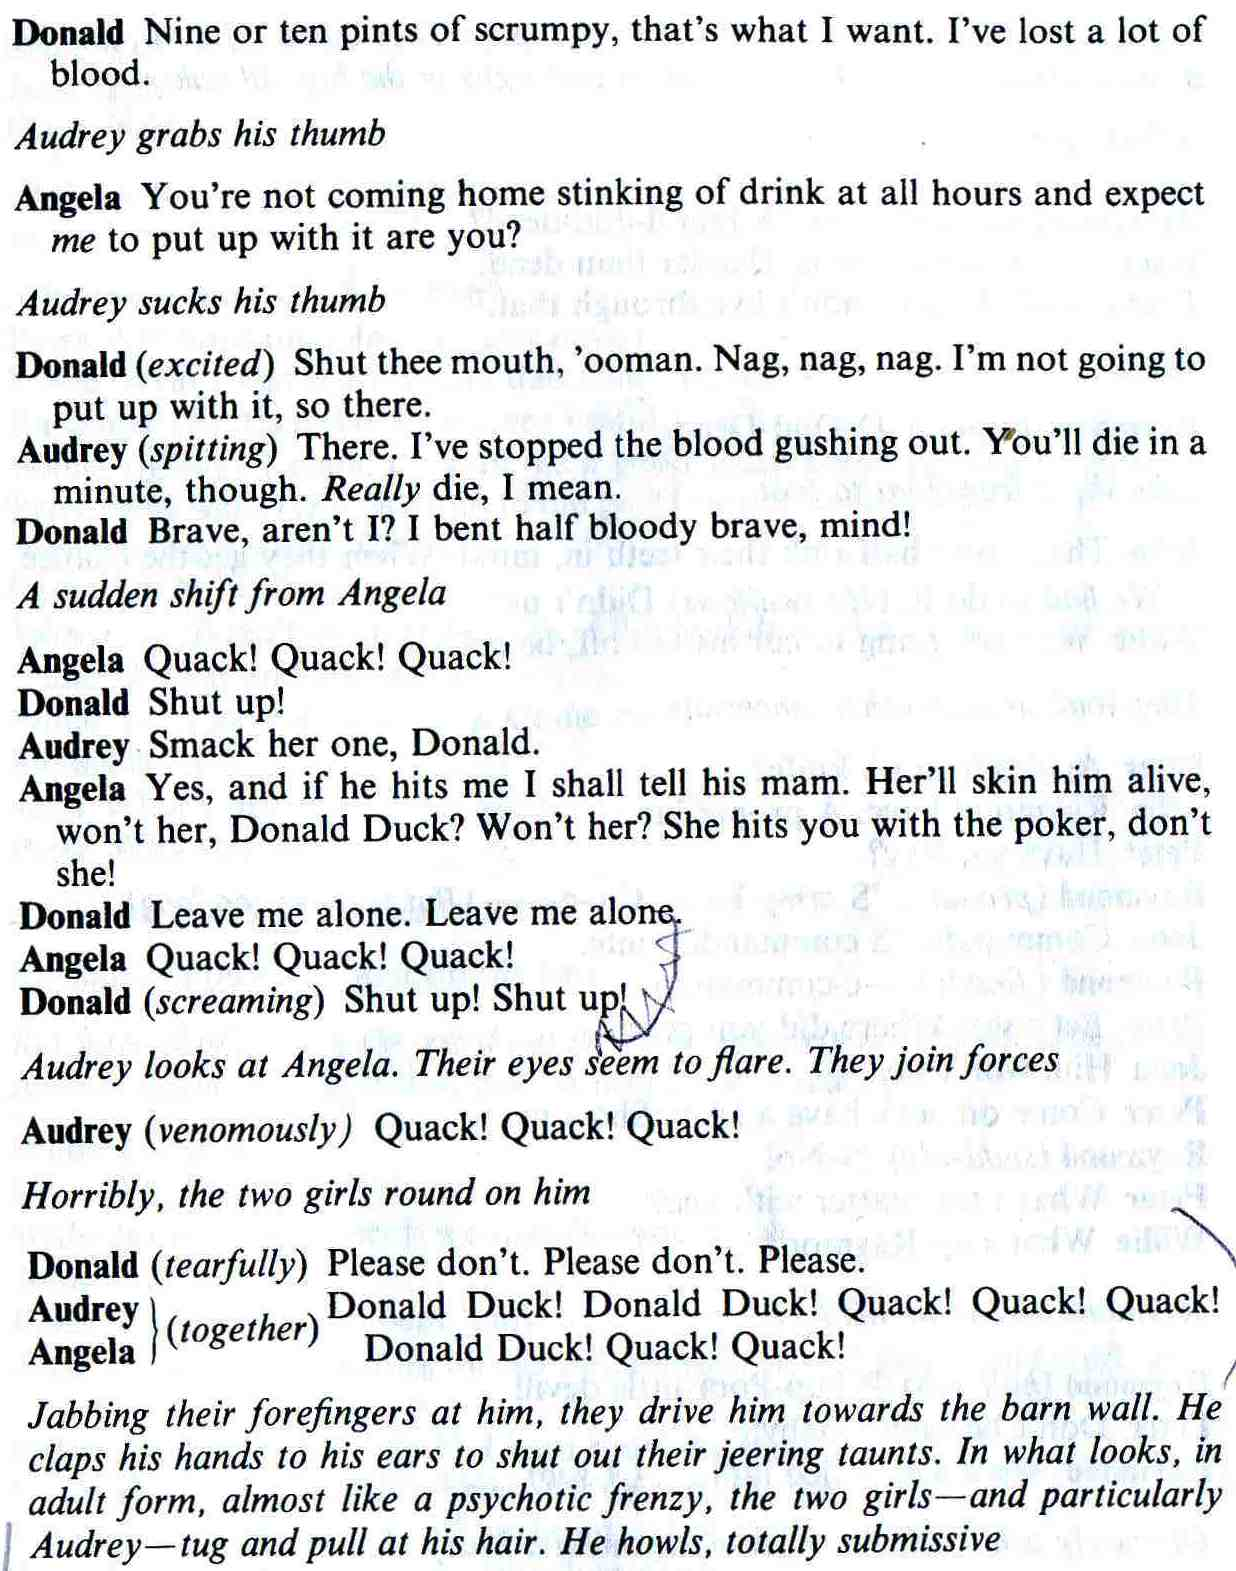 Donald Nine or ten pints of scrumpy, that's what I want. I've lost a lot of
blood.
Audrey grabs his thumb
Angela You're not coming home stinking of drink at all hours and expect
me to put up with it are you?
Audrey sucks his thumb
Donald (excited) Shut thee mouth, 'ooman. Nag, nag, nag. I'm not going to
put up with it, so there.
Audrey (spitting) There. I've stopped the blood gushing out. You'll die in a
minute, though. Really die, I mean.
Donald Brave, aren't I? I bent half bloody brave, mind!
A sudden shift from Angela
Angela Quack! Quack! Quack!
Donald Shut up!
Audrey Smack her one, Donald.
Angela Yes, and if he hits me I shall tell his mam. Her'll skin him alive,
won't her, Donald Duck? Won't her? She hits you with the poker, don't
she!
Donald Leave me alone. Leave me alone.
Angela Quack! Quack! Quack!
Donald (screaming) Shut up! Shut up!
Audrey looks at Angela. Their eyes seem to flare. They join forces
Audrey (venomously) Quack! Quack! Quack!
Horribly, the two girls round on him
Donald (tearfully) Please don't. Please don't. Please.
Audrey } (together) Donald Duck! Donald Duck! Quack! Quack! Quack!
Angela } Donald Duck! Quack! Quack!
Jabbing their forefingers at him, they drive him towards the barn wall. He
claps his hands to his ears to shut out their jeering taunts. In what looks, in
adult form, almost like a psychotic frenzy, the two girls—and particularly
Audrey—tug and pull at his hair. He howls, totally submissive